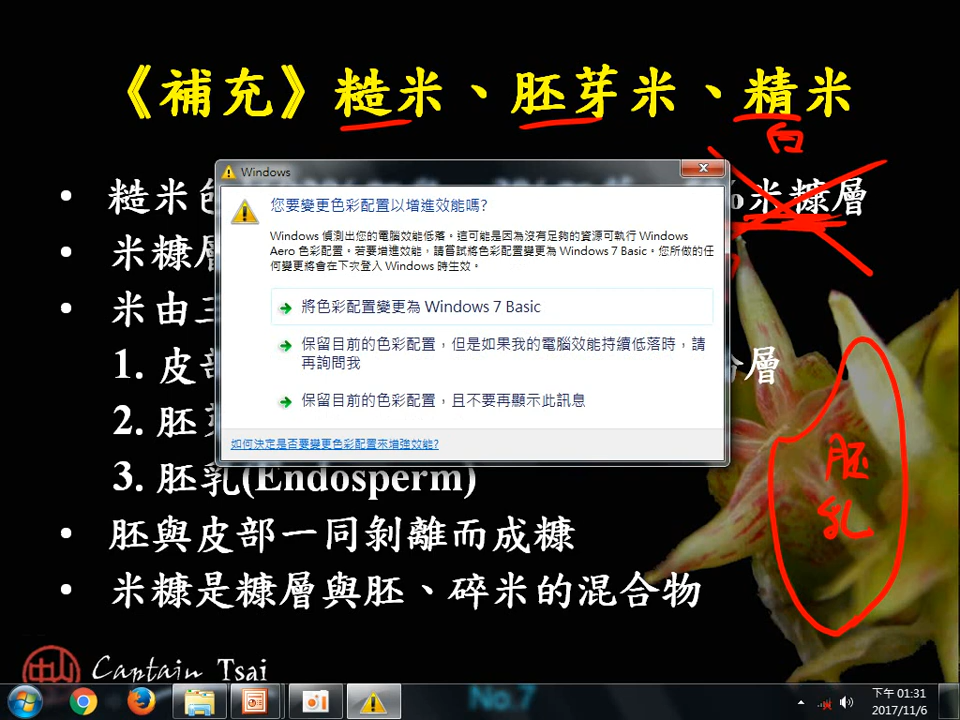 《補充》糙米、胚芽米、精米
白
糙米
%米糠層
米糠層
米由三
1. 皮部
層
2. 胚芽
3. 胚乳(Endosperm)
胚與皮部一同剝離而成糠
米糠是糠層與胚、碎米的混合物
胚
乳
Windows
您要變更色彩配置以增進效能嗎?
Windows 偵測出您的電腦效能低落。這可能是因為沒有足夠的資源可執行 Windows
Aero 色彩配置。若要增進效能，請嘗試將色彩配置變更為 Windows 7 Basic。您所做的任
何變更將會在下次登入 Windows 時生效。
將色彩配置變更為 Windows 7 Basic
保留目前的色彩配置，但是如果我的電腦效能持續低落時，請
再詢問我
保留目前的色彩配置，且不要再顯示此訊息
如何決定是否要變更色彩配置來增強效能?
中山
Captain Tsai
No.7
下午 01:31
2017/11/6